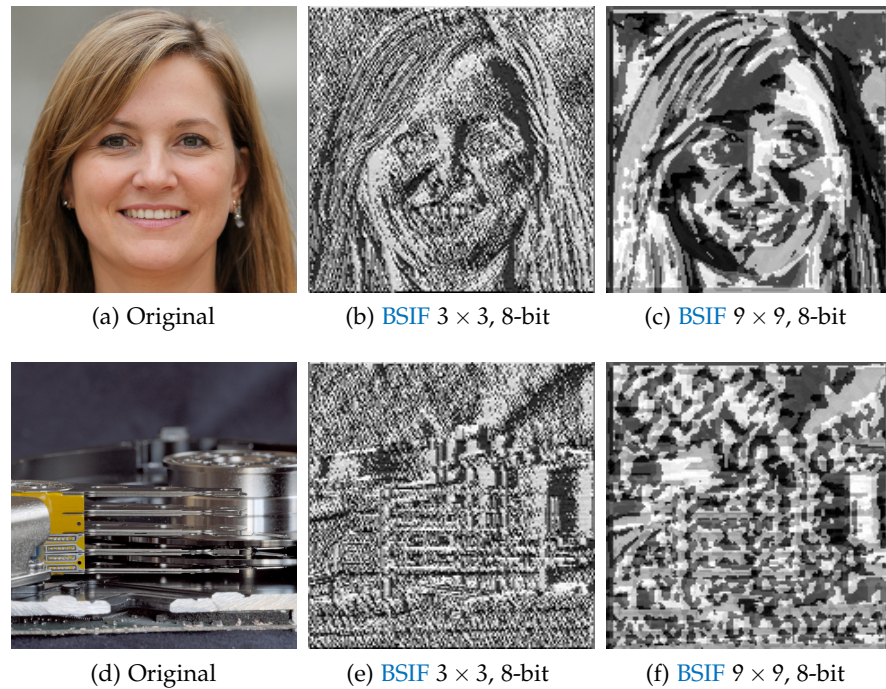 (a) Original
(b) BSIF 3 × 3, 8-bit
(c) BSIF 9 × 9, 8-bit
(d) Original
(e) BSIF 3 × 3, 8-bit
(f) BSIF 9 × 9, 8-bit